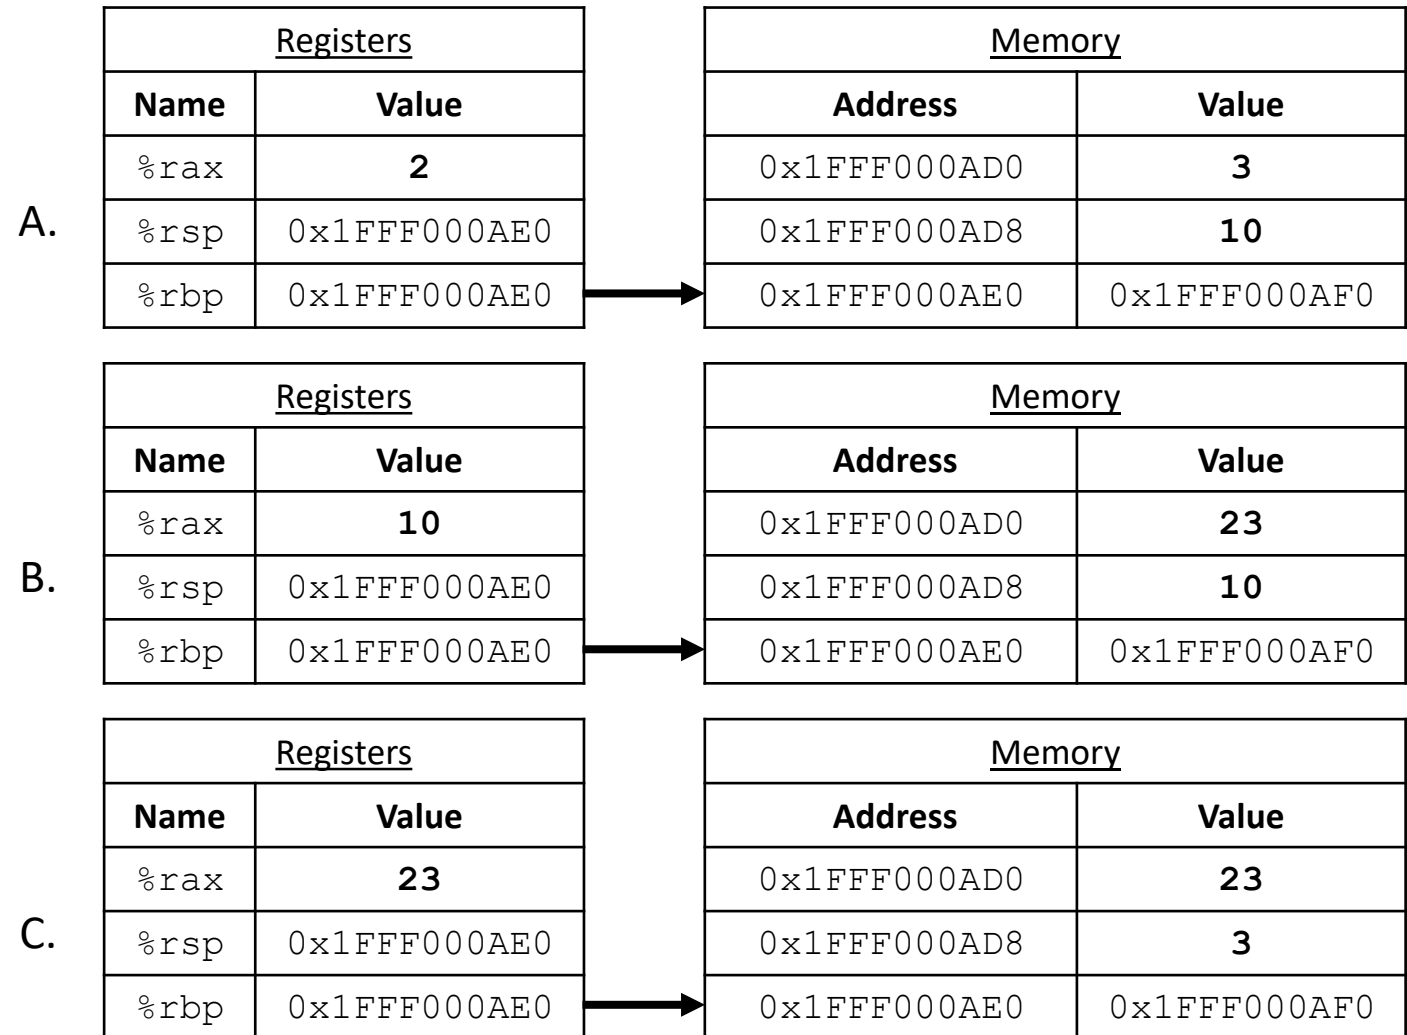 Registers Memory
Name Value Address Value
%rax 2 0x1FFF000AD0 3
A. %rsp 0x1FFF000AE0 0x1FFF000AD8 10
%rbp 0x1FFF000AE0 0x1FFF000AE0 0x1FFF000AF0
Registers Memory
Name Value Address Value
%rax 10 0x1FFF000AD0 23
B. %rsp 0x1FFF000AE0 0x1FFF000AD8 10
%rbp 0x1FFF000AE0 0x1FFF000AE0 0x1FFF000AF0
Registers Memory
Name Value Address Value
%rax 23 0x1FFF000AD0 23
C. %rsp 0x1FFF000AE0 0x1FFF000AD8 3
%rbp 0x1FFF000AE0 0x1FFF000AE0 0x1FFF000AF0